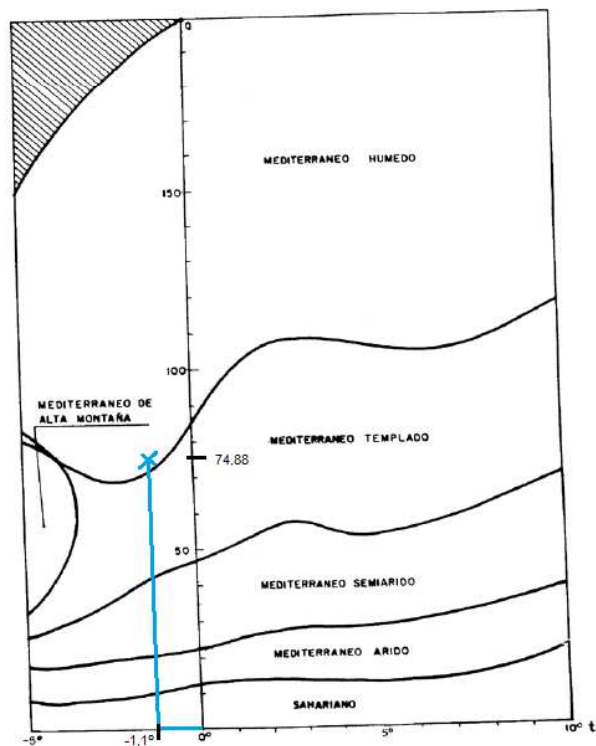 Q
MEDITERRANEO HUMEDO
150
100
MEDITERRANEO DE
ALTA MONTAÑA
MEDITERRANEO TEMPLADO
74,88
50
MEDITERRANEO SEMIARIDO
MEDITERRANEO ARIDO
SAHARIANO
-5°
-1,1°
0°
5°
10° t